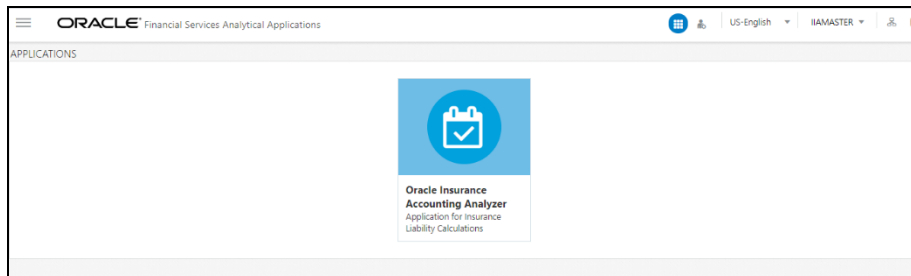 ORACLE® Financial Services Analytical Applications
US-English
IIAMASTER
APPLICATIONS
Oracle Insurance
Accounting Analyzer
Application for Insurance
Liability Calculations